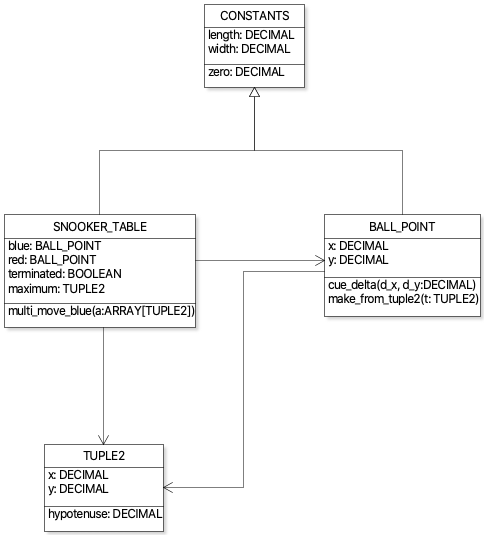 CONSTANTS
length: DECIMAL
width: DECIMAL
zero: DECIMAL
SNOOKER_TABLE
blue: BALL_POINT
red: BALL_POINT
terminated: BOOLEAN
maximum: TUPLE2
multi_move_blue(a:ARRAY[TUPLE2])
BALL_POINT
x: DECIMAL
y: DECIMAL
cue_delta(d_x, d_y:DECIMAL)
make_from_tuple2(t: TUPLE2)
TUPLE2
x: DECIMAL
y: DECIMAL
hypotenuse: DECIMAL